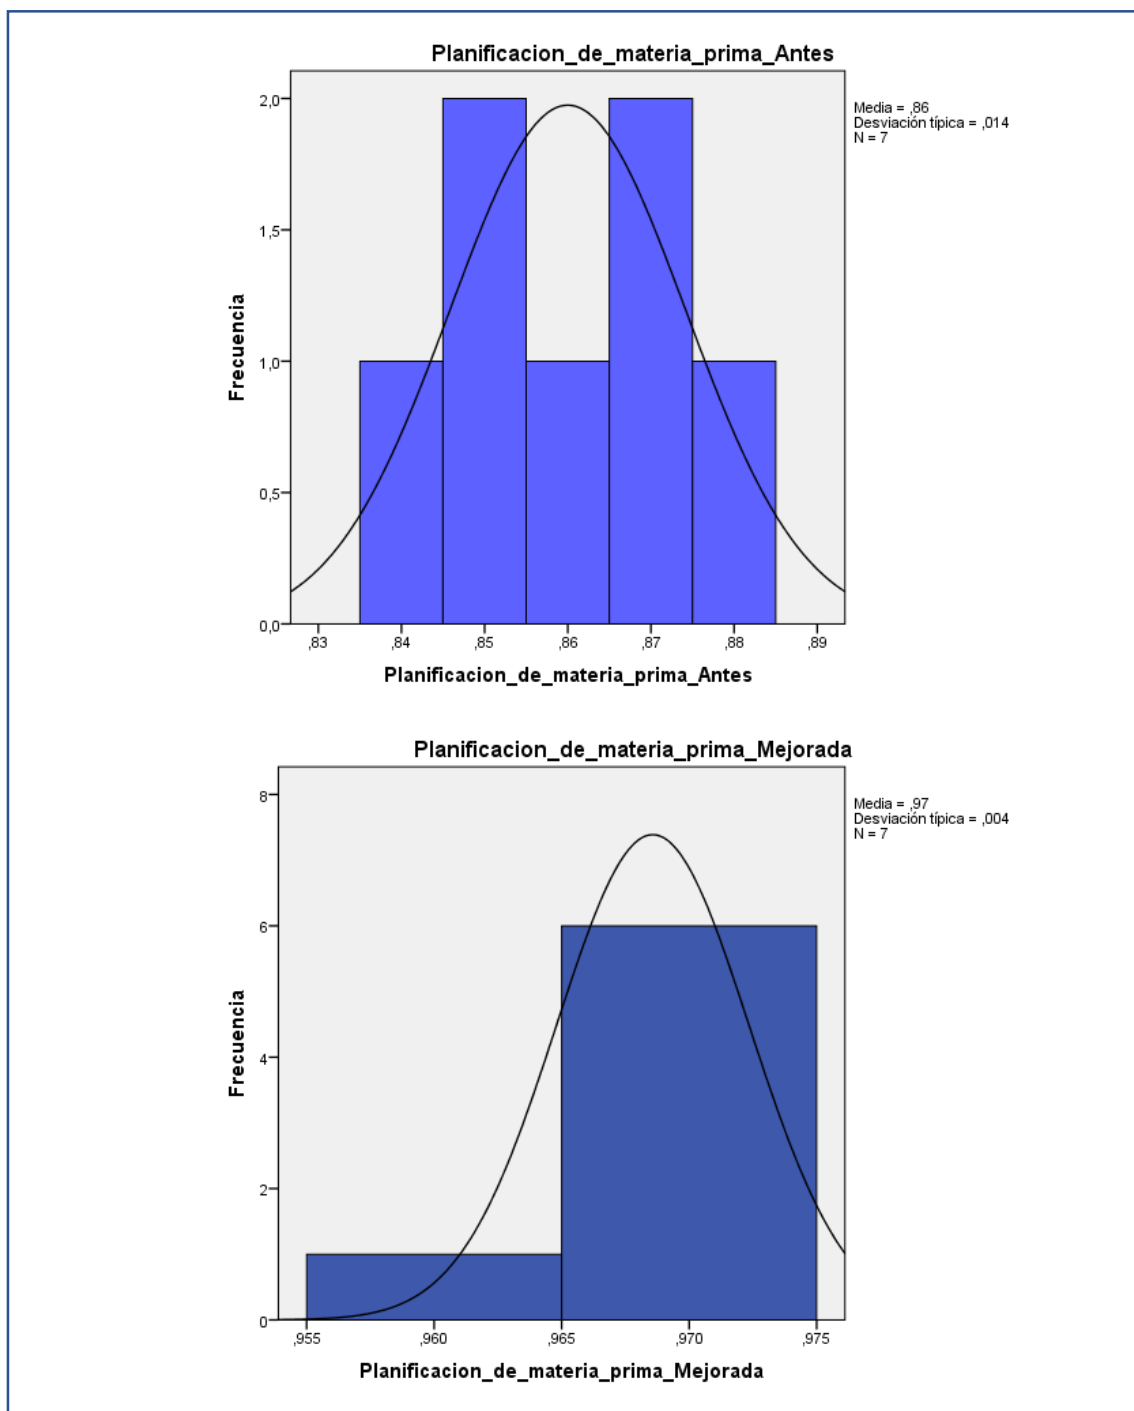 Planificacion_de_materia_prima_Antes
Media = ,86
Desviación típica = ,014
N = 7
2,0
1,5
1,0
0,5
0,0
Frecuencia
,83 ,84 ,85 ,86 ,87 ,88 ,89
Planificacion_de_materia_prima_Antes
Planificacion_de_materia_prima_Mejorada
Media = ,97
Desviación típica = ,004
N = 7
8
6
4
2
0
Frecuencia
,955 ,960 ,965 ,970 ,975
Planificacion_de_materia_prima_Mejorada